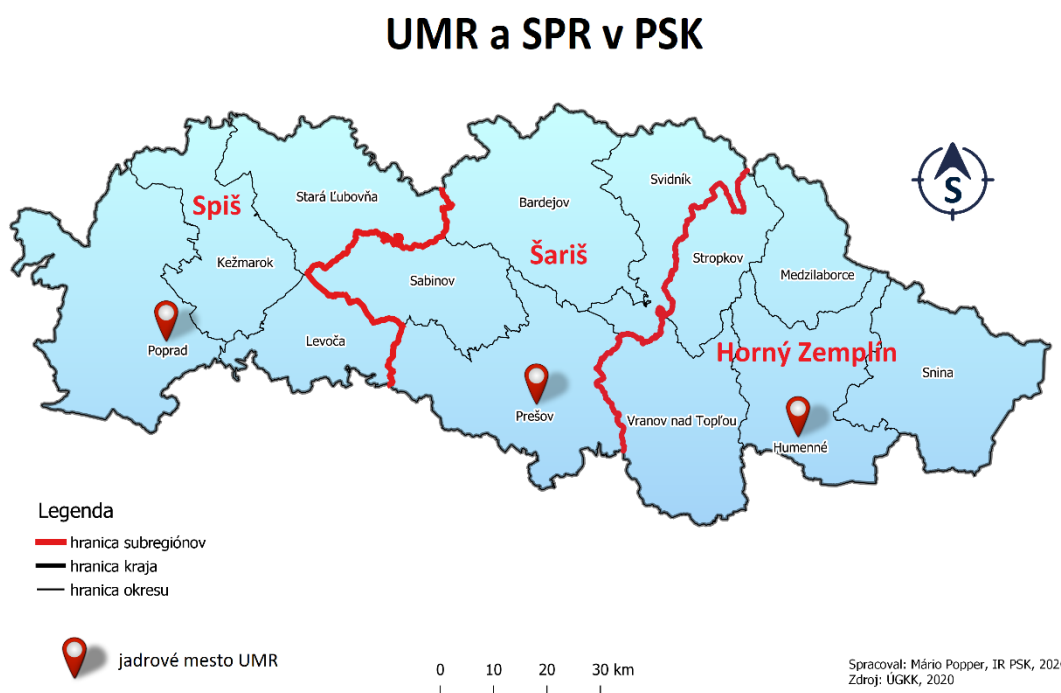 UMR a SPR v PSK
Svidník
Stará Ľubovňa
Bardejov
Spiš
S
Šariš
Stropkov
Kežmarok
Medzilaborce
Sabinov
Levoča
Poprad
Horný Zemplín
Snina
Prešov
Vranov nad Topľou
Humenné
Legenda
hranica subregiónov
hranica kraja
hranica okresu
jadrové mesto UMR
0 10 20 30 km
Spracoval: Mário Popper, IR PSK, 202
Zdroj: ÚGKK, 2020